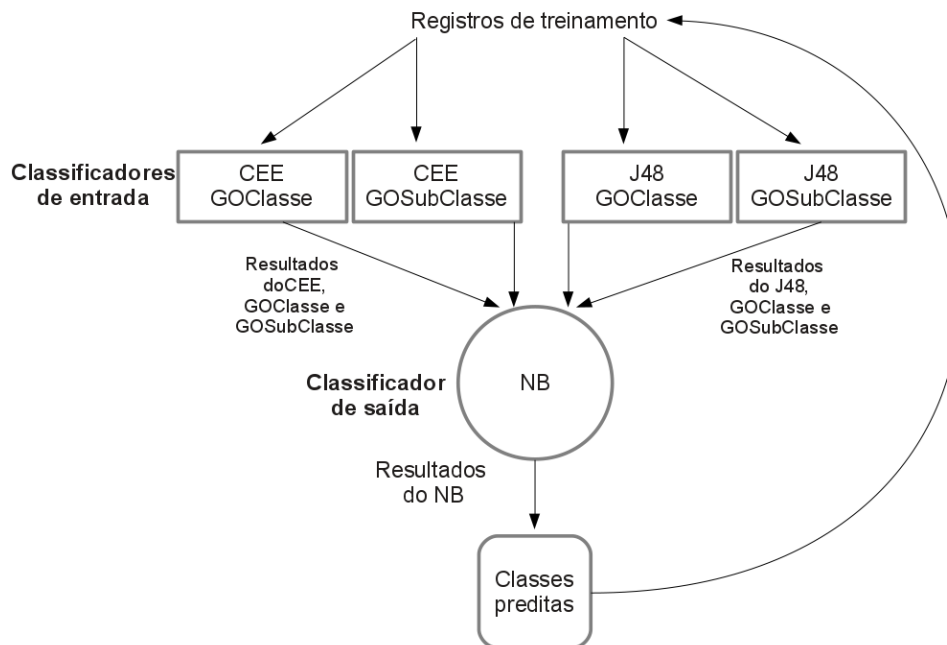 Registros de treinamento
Classificadores
de entrada
CEE
GOClasse
CEE
GOSubClasse
J48
GOClasse
J48
GOSubClasse
Resultados
doCEE,
GOClasse e
GOSubClasse
Resultados
do J48,
GOClasse e
GOSubClasse
Classificador
de saída
NB
Resultados
do NB
Classes
preditas